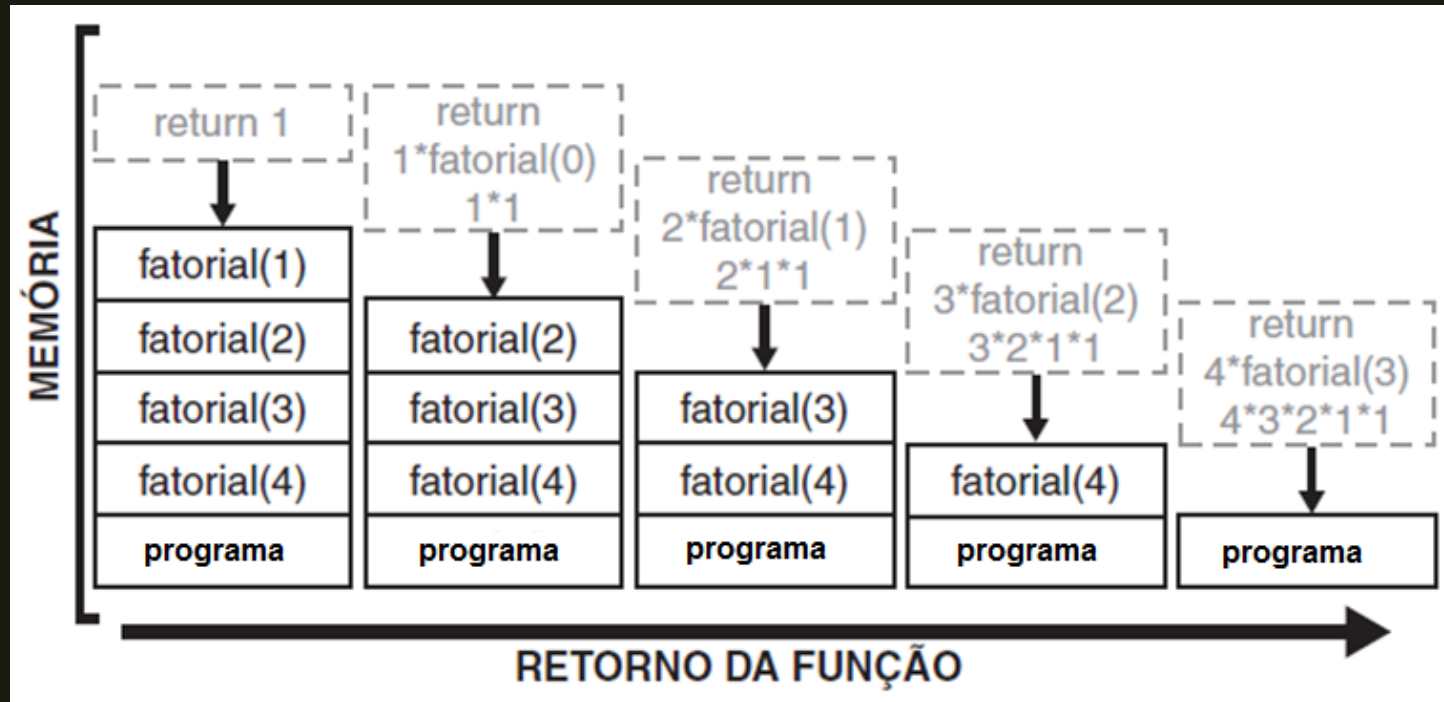 MEMÓRIA
return 1
fatorial(1)
fatorial(2)
fatorial(3)
fatorial(4)
programa
return
1*fatorial(0)
1*1
fatorial(2)
fatorial(3)
fatorial(4)
programa
return
2*fatorial(1)
2*1*1
fatorial(3)
fatorial(4)
programa
return
3*fatorial(2)
3*2*1*1
fatorial(4)
programa
return
4*fatorial(3)
4*3*2*1*1
programa
RETORNO DA FUNÇÃO